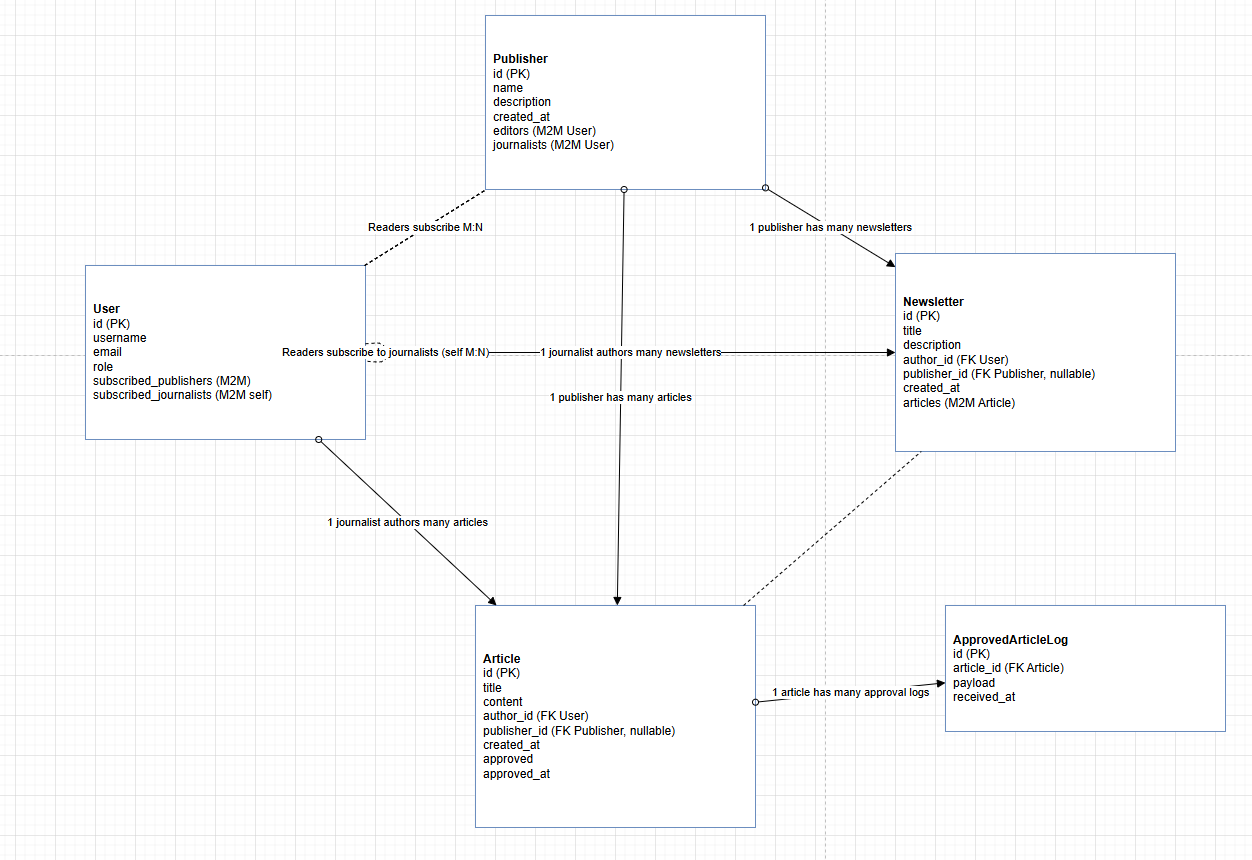 Publisher
id (PK)
name
description
created_at
editors (M2M User)
journalists (M2M User)
Readers subscribe M:N
1 publisher has many newsletters
User
id (PK)
username
email
role
subscribed_publishers (M2M)
subscribed_journalists (M2M self)
Readers subscribe to journalists (self M:N)
1 journalist authors many newsletters
Newsletter
id (PK)
title
description
author_id (FK User)
publisher_id (FK Publisher, nullable)
created_at
articles (M2M Article)
1 publisher has many articles
1 journalist authors many articles
Article
id (PK)
title
content
author_id (FK User)
publisher_id (FK Publisher, nullable)
created_at
approved
approved_at
1 article has many approval logs
ApprovedArticleLog
id (PK)
article_id (FK Article)
payload
received_at